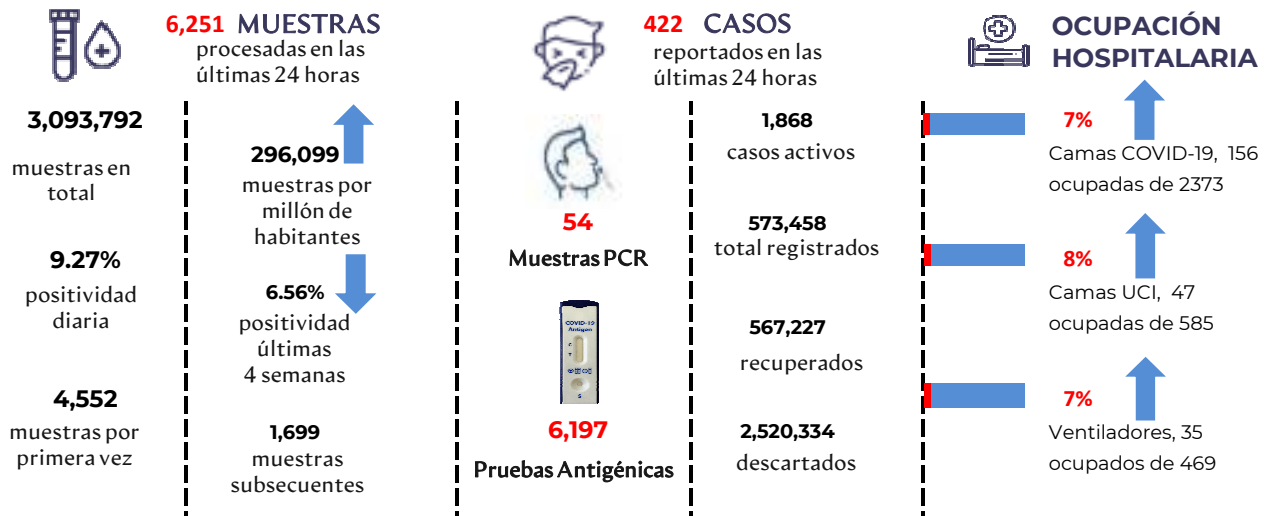 6,251 MUESTRAS
procesadas en las
últimas 24 horas
3,093,792
muestras en
total
9.27%
positividad
diaria
4,552
muestras por
primera vez
296,099
muestras por
millón de
habitantes
6.56%
positividad
últimas
4 semanas
1,699
muestras
subsecuentes
422 CASOS
reportados en las
últimas 24 horas
54
Muestras PCR
COVID-19
Antigen
C
T
S
6,197
Pruebas Antigénicas
1,868
casos activos
573,458
total registrados
567,227
recuperados
2,520,334
descartados
OCUPACIÓN
HOSPITALARIA
7%
Camas COVID-19, 156
ocupadas de 2373
8%
Camas UCI, 47
ocupadas de 585
7%
Ventiladores, 35
ocupados de 469